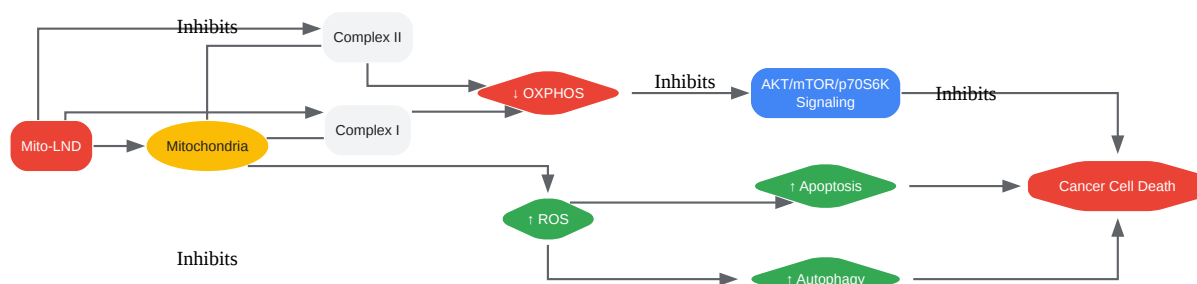 Inhibits
Complex II
↓ OXPHOS
Inhibits
AKT/mTOR/p70S6K
Signaling
Inhibits
Mito-LND
Mitochondria
Complex I
↑ Apoptosis
Cancer Cell Death
↑ ROS
Inhibits
↑ Autophagy